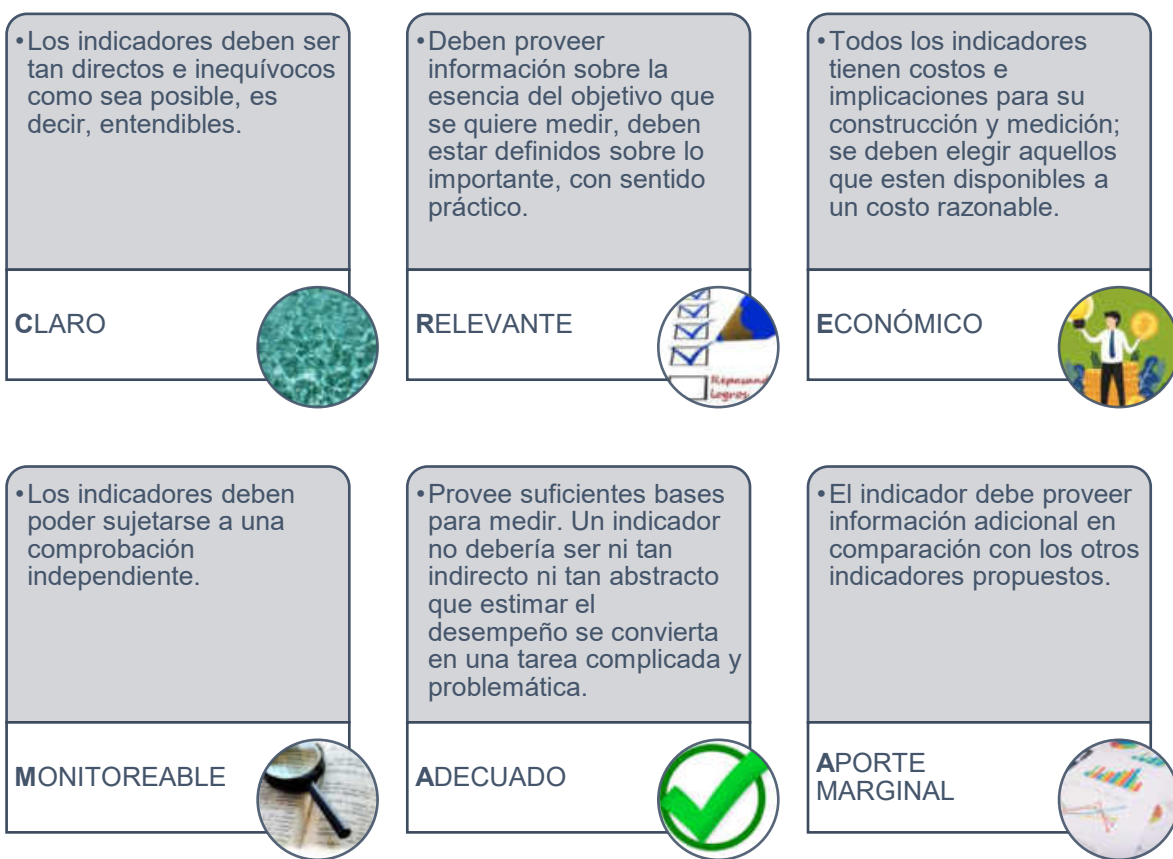 •Los indicadores deben ser
tan directos e inequívocos
como sea posible, es
decir, entendibles.
CLARO
•Deben proveer
información sobre la
esencia del objetivo que
se quiere medir, deben
estar definidos sobre lo
importante, con sentido
práctico.
RELEVANTE
Repasando
Logros
•Todos los indicadores
tienen costos e
implicaciones para su
construcción y medición;
se deben elegir aquellos
que esten disponibles a
un costo razonable.
ECONÓMICO
•Los indicadores deben
poder sujetarse a una
comprobación
independiente.
MONITOREABLE
•Provee suficientes bases
para medir. Un indicador
no debería ser ni tan
indirecto ni tan abstracto
que estimar el
desempeño se convierta
en una tarea complicada y
problemática.
ADECUADO
•El indicador debe proveer
información adicional en
comparación con los otros
indicadores propuestos.
APORTE
MARGINAL